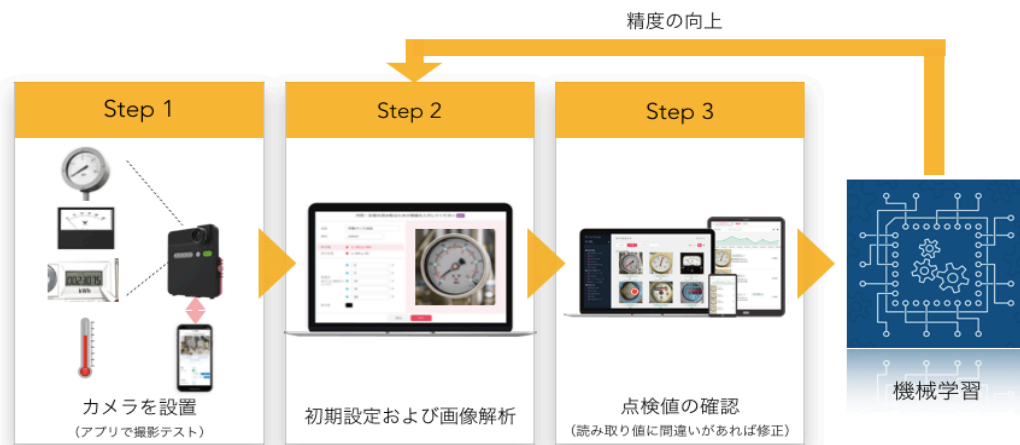 精度の向上
Step 1
Step 2
Step 3
0023075
kWh
カメラを設置
（アプリで撮影テスト）
初期設定および画像解析
点検値の確認
（読み取り値に間違いがあれば修正）
機械学習